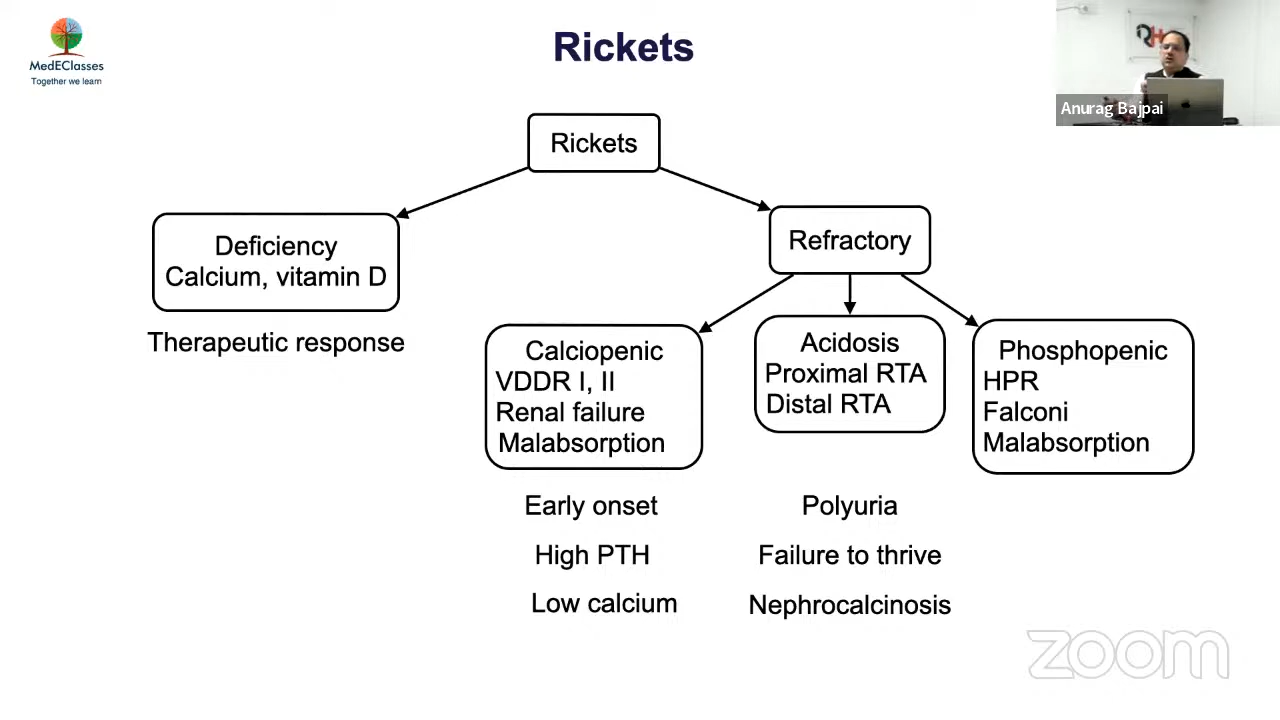 MedEClasses
Together we learn
Rickets
Anurag Bajpai
Rickets
Deficiency
Calcium, vitamin D
Therapeutic response
Refractory
Calciopenic
VDDR I, II
Renal failure
Malabsorption
Early onset
High PTH
Low calcium
Acidosis
Proximal RTA
Distal RTA
Polyuria
Failure to thrive
Nephrocalcinosis
Phosphopenic
HPR
Falconi
Malabsorption
zoom